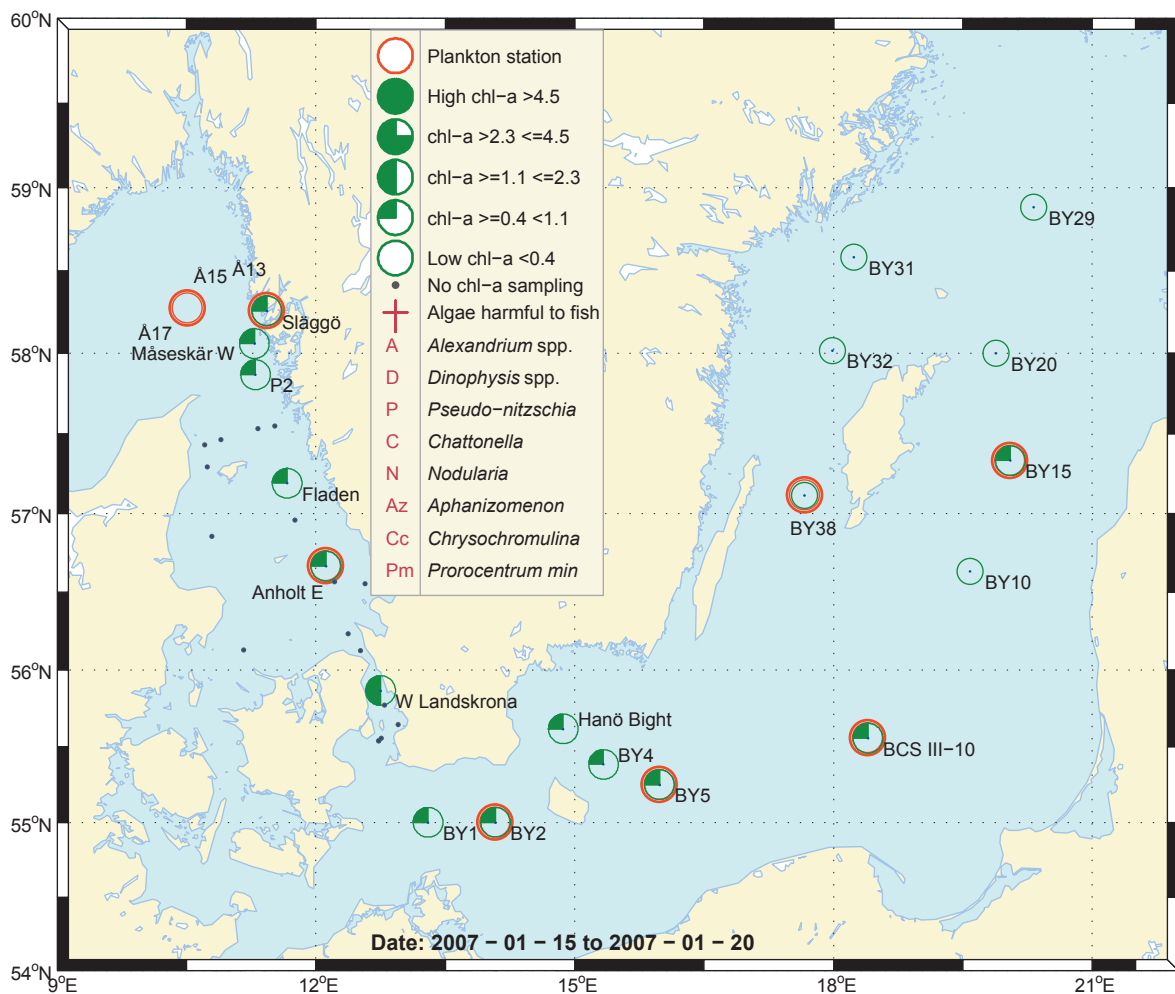 60°N
59°N
58°N
57°N
56°N
55°N
54°N
9°E
12°E
15°E
18°E
21°E
Plankton station
High chl−a >4.5
chl−a >2.3 <=4.5
chl−a >=1.1 <=2.3
chl−a >=0.4 <1.1
Low chl−a <0.4
No chl−a sampling
Algae harmful to fish
A Alexandrium spp.
D Dinophysis spp.
P Pseudo−nitzschia
C Chattonella
N Nodularia
Az Aphanizomenon
Cc Chrysochromulina
Pm Prorocentrum min
BY29
BY31
Å15 Å13
Släggö
Å17
Måseskär W
P2
BY32
BY20
BY15
Fladen
BY38
Anholt E
BY10
W Landskrona
Hanö Bight
BY4
BCS III−10
BY5
BY1
BY2
Date: 2007 − 01 − 15 to 2007 − 01 − 20